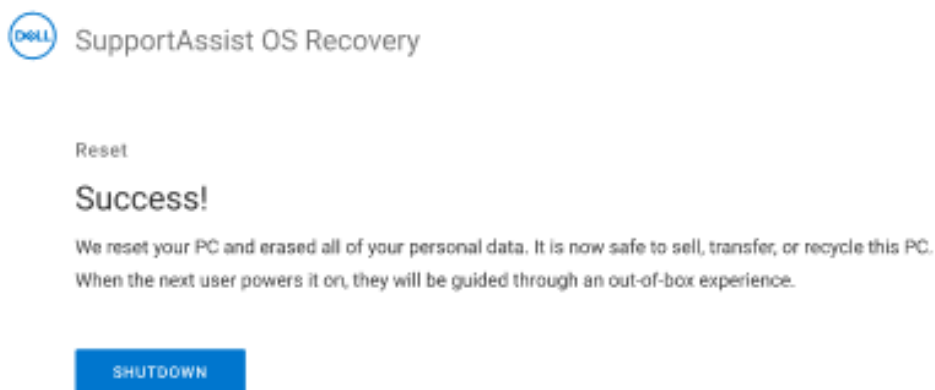 DELL
SupportAssist OS Recovery
Reset
Success!
We reset your PC and erased all of your personal data. It is now safe to sell, transfer, or recycle this PC.
When the next user powers it on, they will be guided through an out-of-box experience.
SHUTDOWN